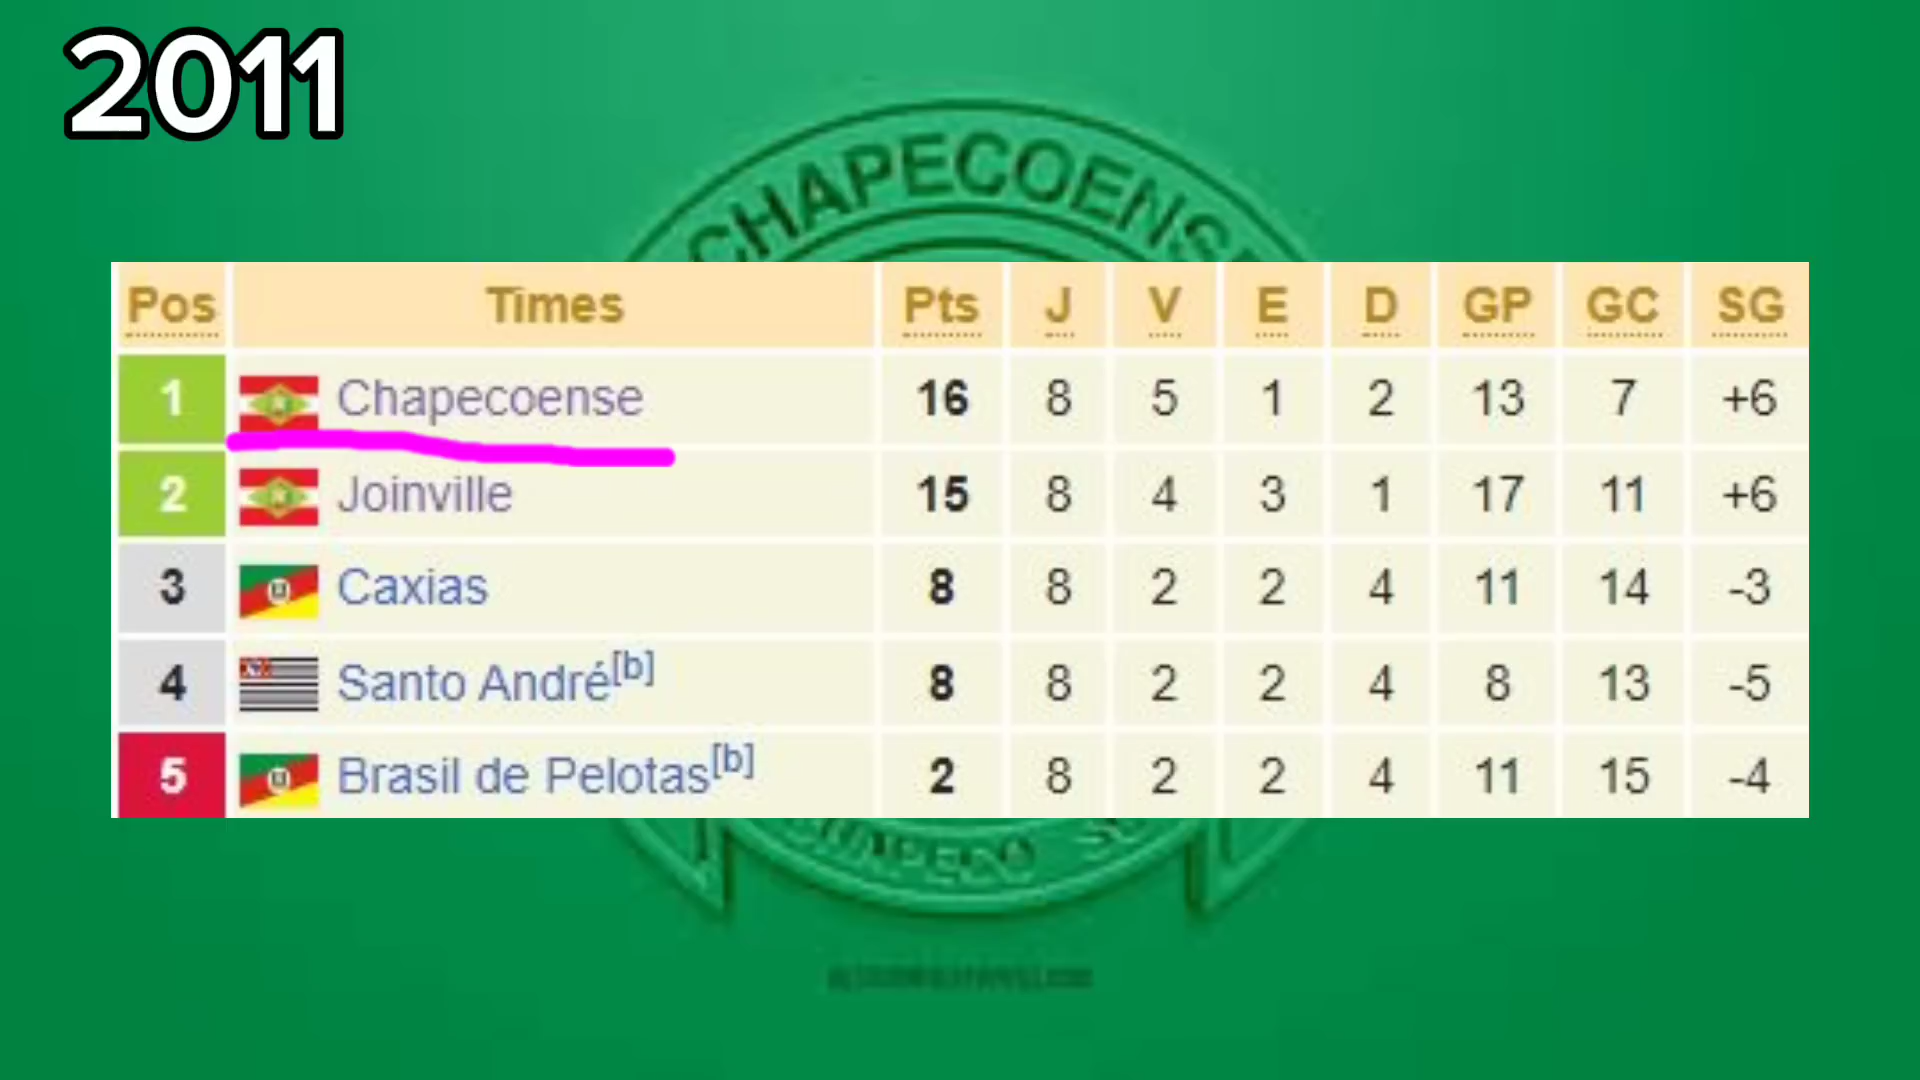 2011
CHAPECOENSE
Pos Times Pts J V E D GP GC SG
1 Chapecoense 16 8 5 1 2 13 7 +6
2 Joinville 15 8 4 3 1 17 11 +6
3 Caxias 8 8 2 2 4 11 14 -3
4 Santo André[b] 8 8 2 2 4 8 13 -5
5 Brasil de Pelotas[b] 2 8 2 2 4 11 15 -4
CHAPECÓ